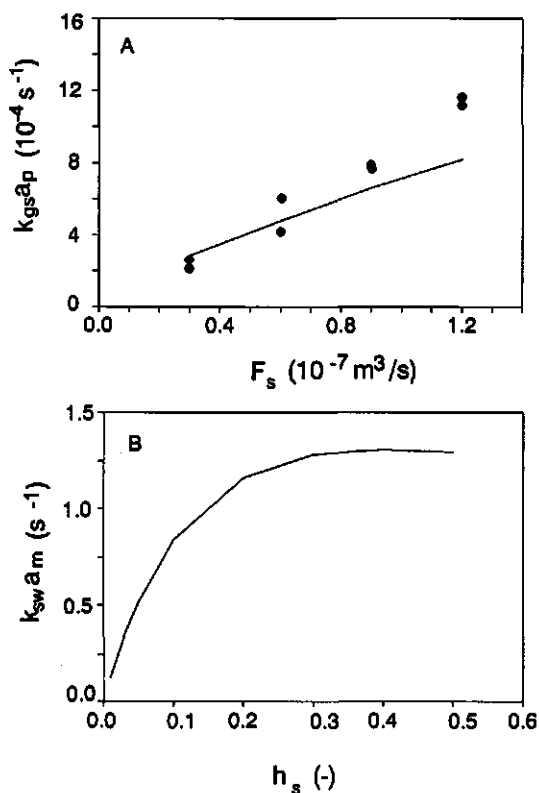 A
16
12
8
4
0
k_gs a_p (10^-4 s^-1)
0.0 0.4 0.8 1.2
F_s (10^-7 m^3/s)
B
1.5
1.0
0.5
0.0
k_sw a_m (s^-1)
0.0 0.1 0.2 0.3 0.4 0.5 0.6
h_s (-)